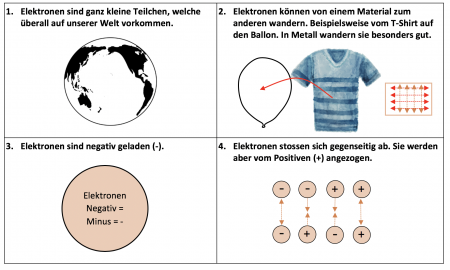 1. Elektronen sind ganz kleine Teilchen, welche
überall auf unserer Welt vorkommen.
2. Elektronen können von einem Material zum
anderen wandern. Beispielsweise vom T-Shirt auf
den Ballon. In Metall wandern sie besonders gut.
3. Elektronen sind negativ geladen (-).
Elektronen
Negativ =
Minus = -
4. Elektronen stossen sich gegenseitig ab. Sie werden
aber vom Positiven (+) angezogen.
- - + +
- + - +